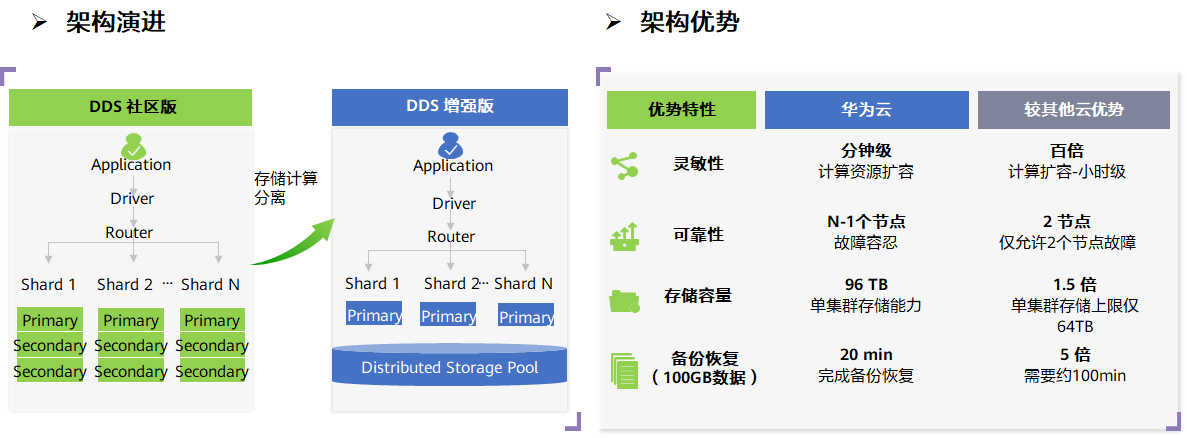 架构演进
DDS 社区版
Application
Driver
Router
Shard 1 Shard 2 ... Shard N
Primary Primary Primary
Secondary Secondary Secondary
Secondary Secondary Secondary
存储计算
分离
DDS 增强版
Application
Driver
Router
Shard 1 Shard 2 ·· Shard N
Primary Primary Primary
Distributed Storage Pool
架构优势
优势特性 华为云 较其他云优势
灵敏性
分钟级
计算资源扩容
百倍
计算扩容-小时级
可靠性
N-1个节点
故障容忍
2 节点
仅允许2个节点故障
存储容量
96 TB
单集群存储能力
1.5 倍
单集群存储上限仅
64TB
备份恢复
（100GB数据）
20 min
完成备份恢复
5 倍
需要约100min